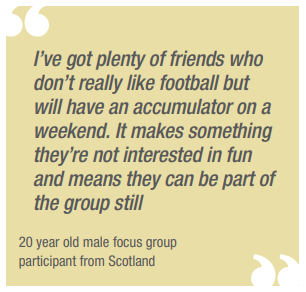 I’ve got plenty of friends who
don’t really like football but
will have an accumulator on a
weekend. It makes something
they’re not interested in fun
and means they can be part of
the group still
20 year old male focus group
participant from Scotland